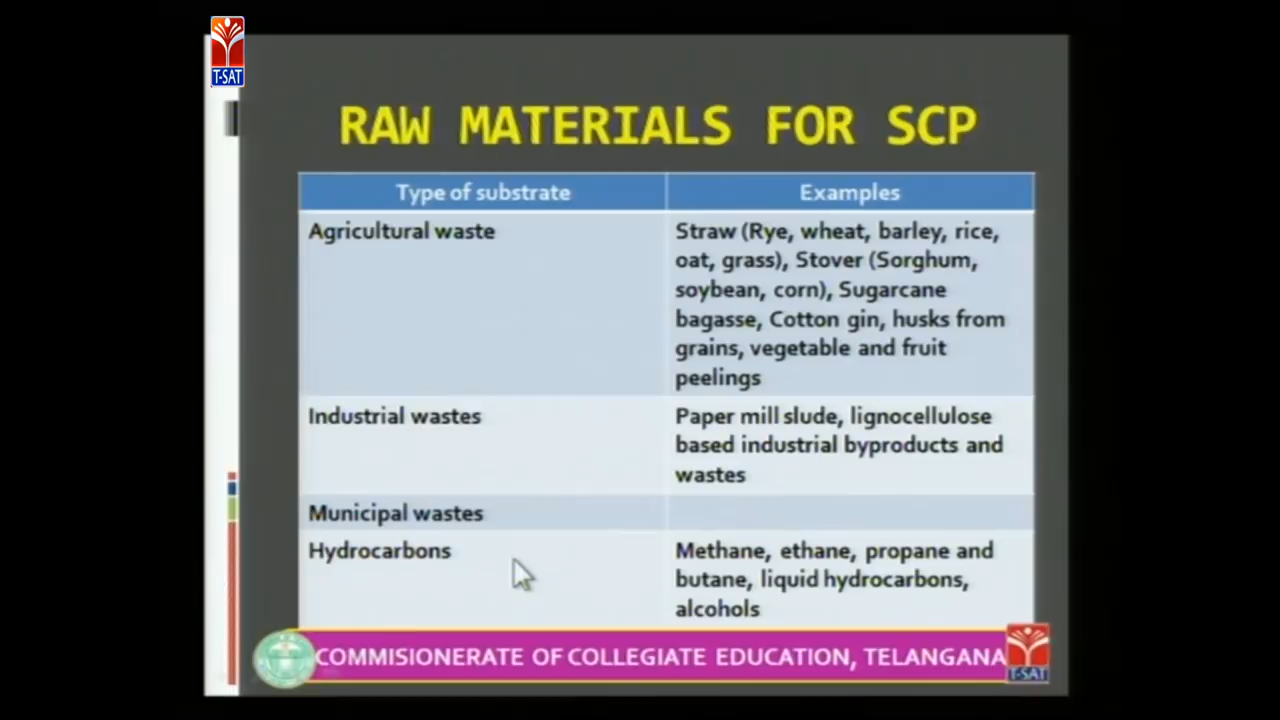 T-SAT
RAW MATERIALS FOR SCP
Type of substrate
Examples
Agricultural waste
Straw (Rye, wheat, barley, rice,
oat, grass), Stover (Sorghum,
soybean, corn), Sugarcane
bagasse, Cotton gin, husks from
grains, vegetable and fruit
peelings
Industrial wastes
Paper mill slude, lignocellulose
based industrial byproducts and
wastes
Municipal wastes
Hydrocarbons
Methane, ethane, propane and
butane, liquid hydrocarbons,
alcohols
COMMISIONERATE OF COLLEGIATE EDUCATION, TELANGANA
T-SAT